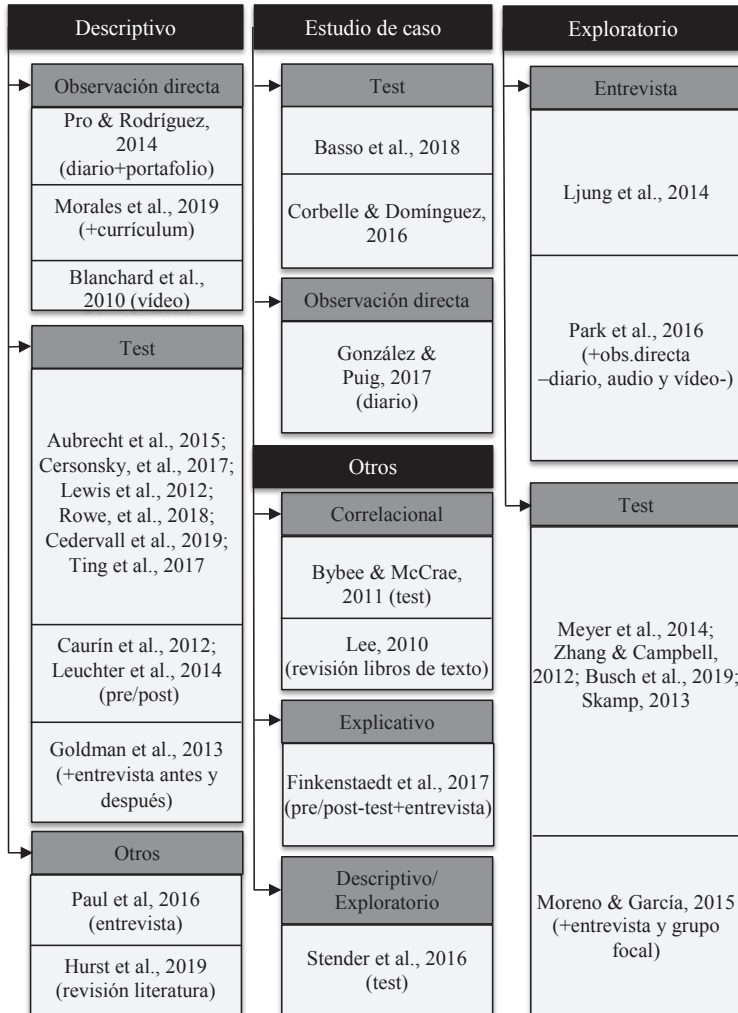 Descriptivo
Observación directa
Pro & Rodríguez,
2014
(diario+portafolio)
Morales et al., 2019
(+currículum)
Blanchard et al.,
2010 (vídeo)
Test
Aubrecht et al., 2015;
Cersonsky, et al., 2017;
Lewis et al., 2012;
Rowe, et al., 2018;
Cedervall et al., 2019;
Ting et al., 2017
Caurín et al., 2012;
Leuchter et al., 2014
(pre/post)
Goldman et al., 2013
(+entrevista antes y
después)
Otros
Paul et al, 2016
(entrevista)
Hurst et al., 2019
(revisión literatura)
Estudio de caso
Test
Basso et al., 2018
Corbelle & Domínguez,
2016
Observación directa
González &
Puig, 2017
(diario)
Otros
Correlacional
Bybee & McCrae,
2011 (test)
Lee, 2010
(revisión libros de texto)
Explicativo
Finkenstaedt et al., 2017
(pre/post-test+entrevista)
Descriptivo/
Exploratorio
Stender et al., 2016
(test)
Exploratorio
Entrevista
Ljung et al., 2014
Park et al., 2016
(+obs.directa
–diario, audio y vídeo-)
Test
Meyer et al., 2014;
Zhang & Campbell,
2012; Busch et al., 2019;
Skamp, 2013
Moreno & García, 2015
(+entrevista y grupo
focal)